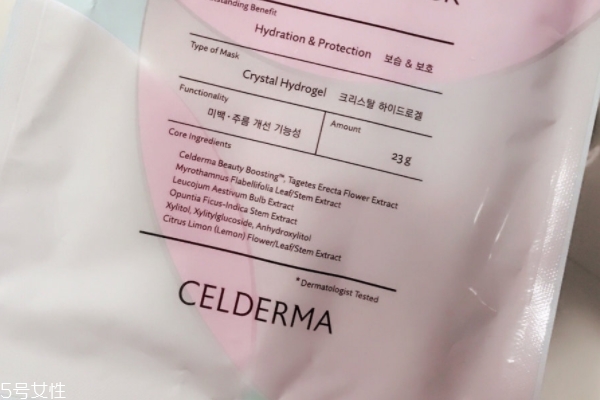 standing Benefit
Hydration & Protection 보습 & 보호
Type of Mask
Crystal Hydrogel 크리스탈 하이드로겔
Functionality
미백·주름 개선 기능성
Amount
23 g
Core Ingredients
Celderma Beauty Boosting™, Tagetes Erecta Flower Extract
Myrothamnus Flabellifolia Leaf/Stem Extract
Leucojum Aestivum Bulb Extract
Opuntia Ficus-Indica Stem Extract
Xylitol, Xylitylglucoside, Anhydroxylitol
Citrus Limon (Lemon) Flower/Leaf/Stem Extract
*Dermatologist Tested
CELDERMA
5号女性